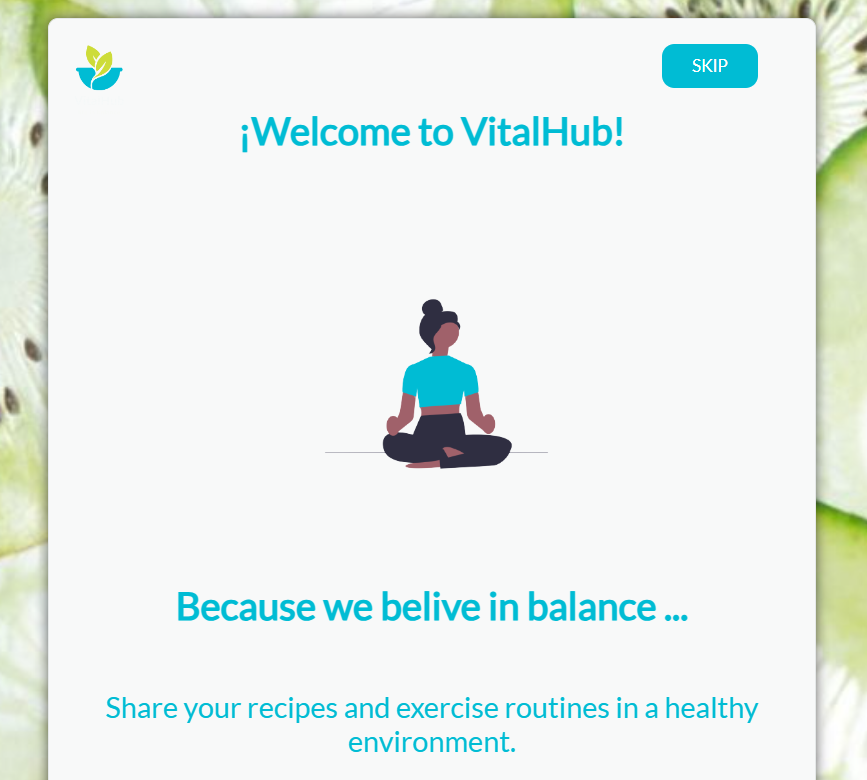 SKIP
¡Welcome to VitalHub!
Because we belive in balance ...
Share your recipes and exercise routines in a healthy
environment.